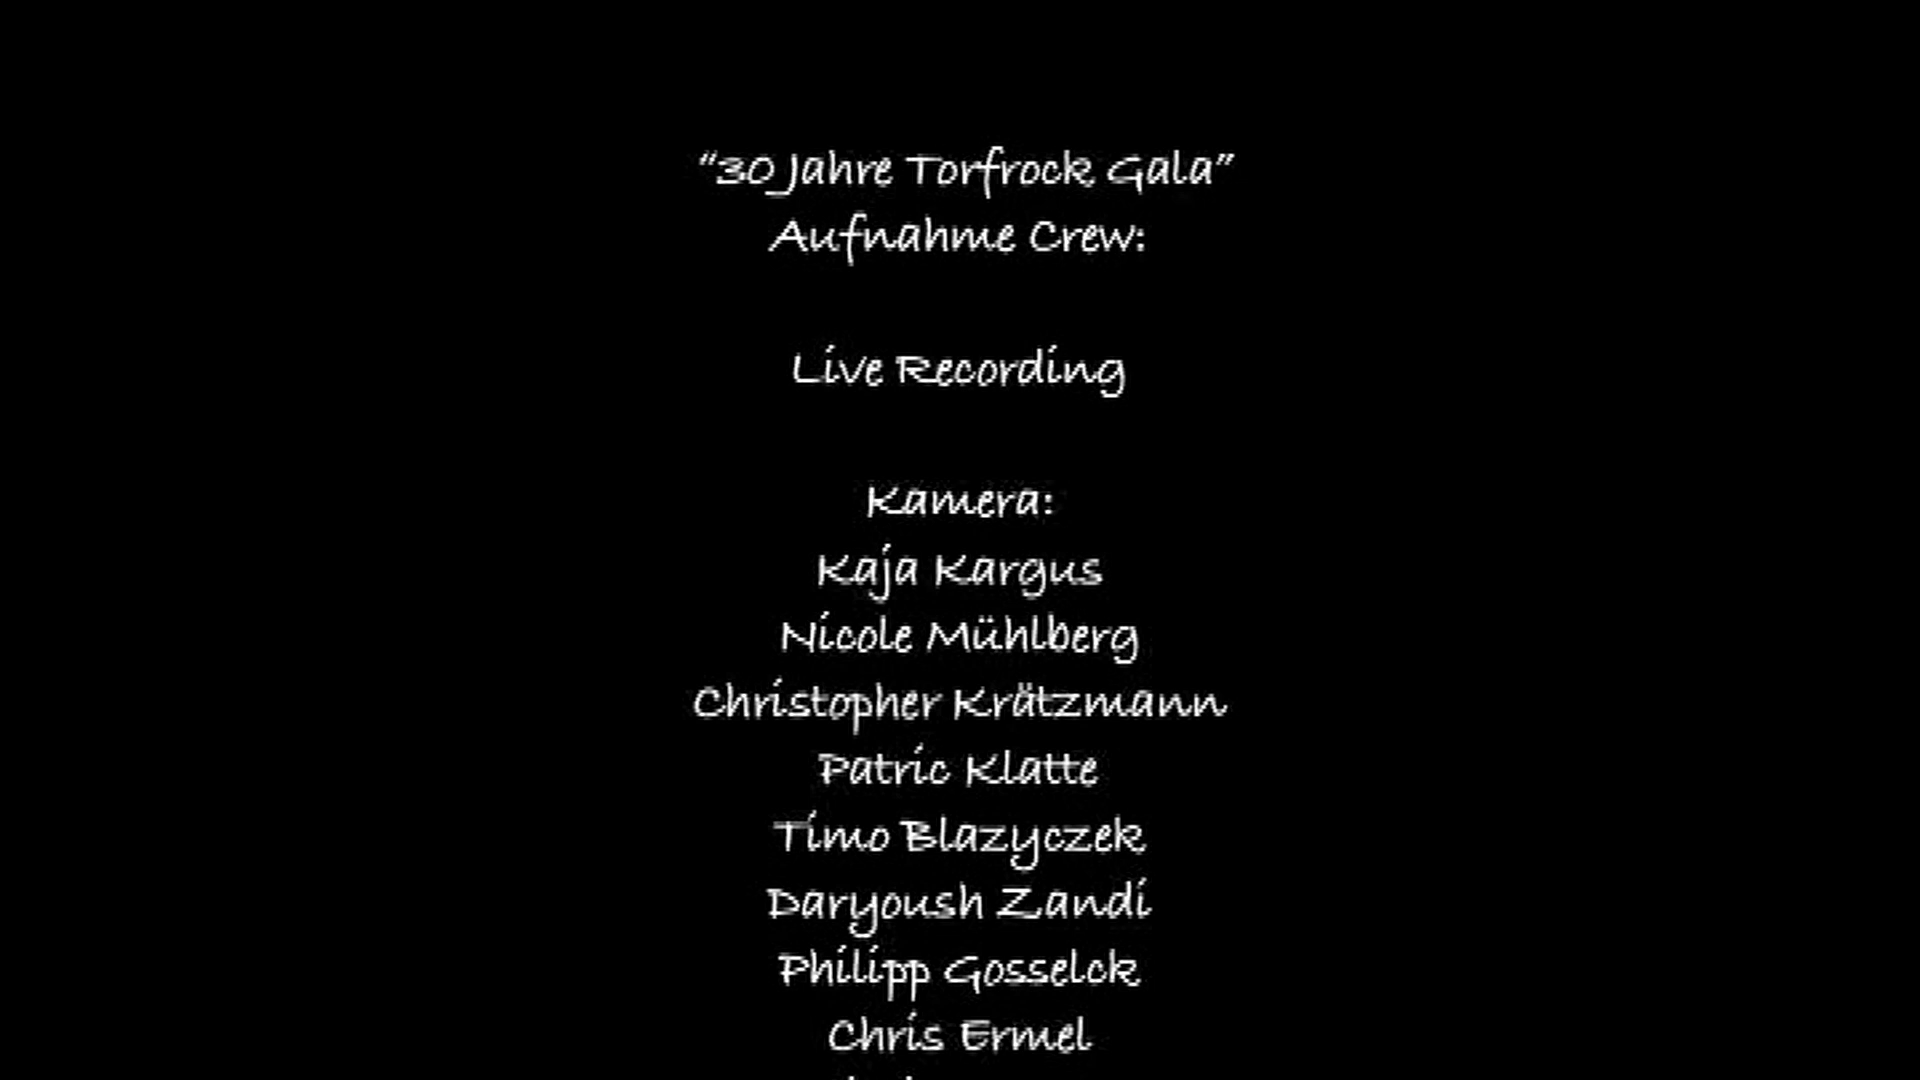 “30 Jahre Torfrock Gala”
Aufnahme Crew:
Live Recording
Kamera:
Kaja Kargus
Nicole Mühlberg
Christopher Krätzmann
Patric Klatte
Timo Blazyczek
Daryoush Zandi
Philipp Gosselck
Chris Ermel